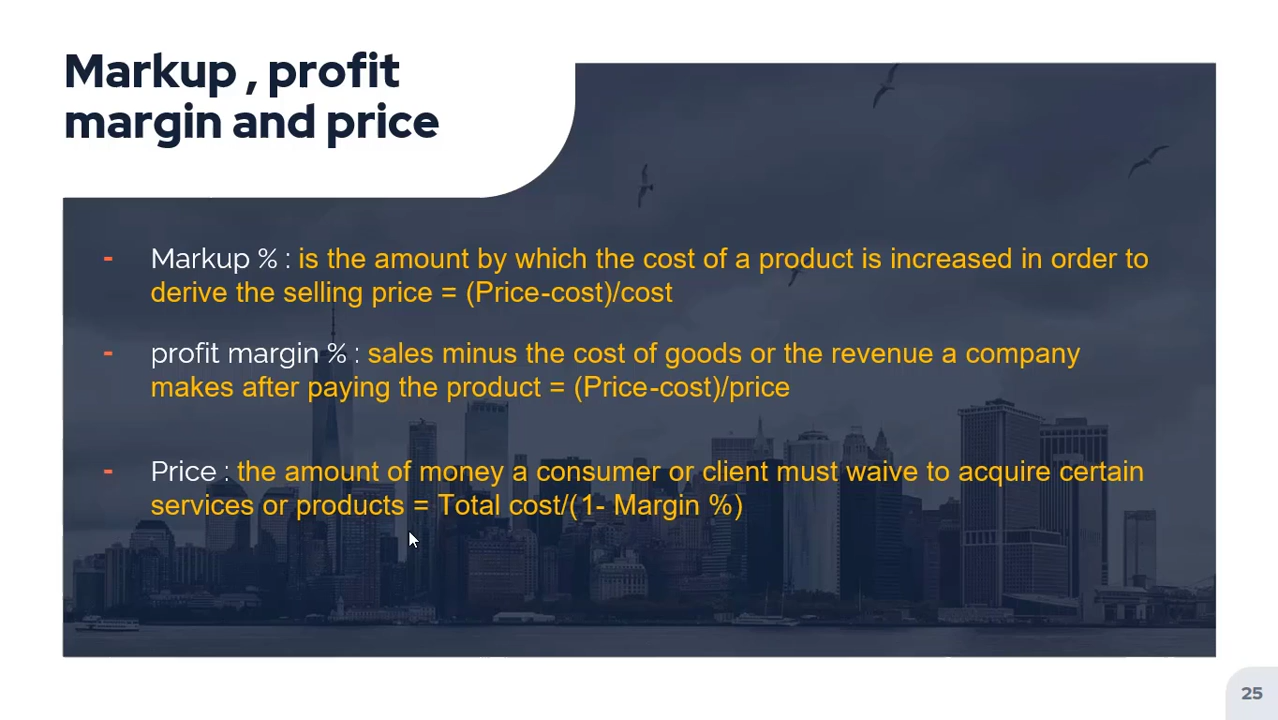 Markup , profit
margin and price
- Markup % : is the amount by which the cost of a product is increased in order to
derive the selling price = (Price-cost)/cost
- profit margin % : sales minus the cost of goods or the revenue a company
makes after paying the product = (Price-cost)/price
- Price : the amount of money a consumer or client must waive to acquire certain
services or products = Total cost/(1- Margin %)
25